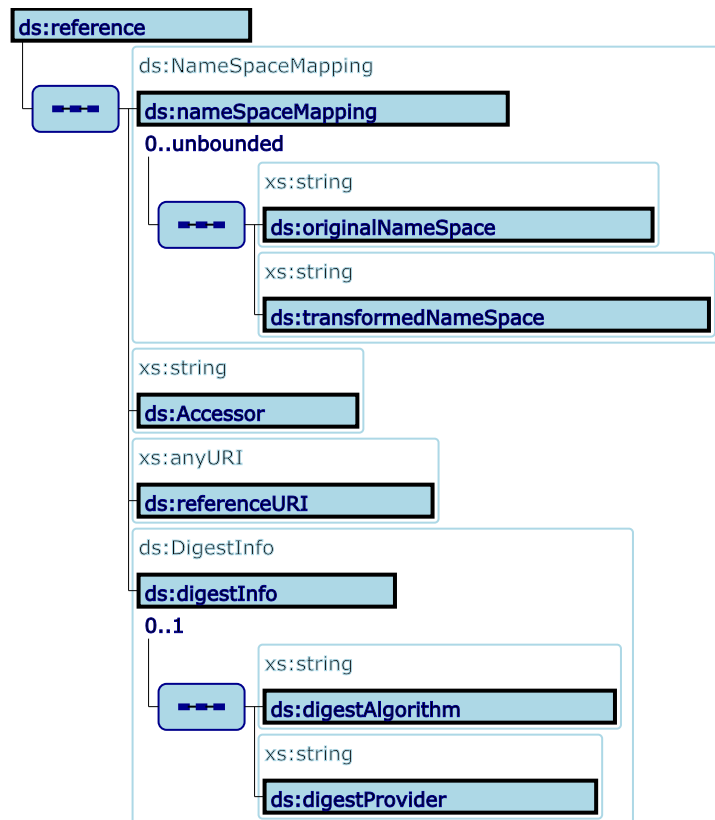 ds:reference
ds:NameSpaceMapping
ds:nameSpaceMapping
0..unbounded
xs:string
ds:originalNameSpace
xs:string
ds:transformedNameSpace
xs:string
ds:Accessor
xs:anyURI
ds:referenceURI
ds:DigestInfo
ds:digestInfo
0..1
xs:string
ds:digestAlgorithm
xs:string
ds:digestProvider